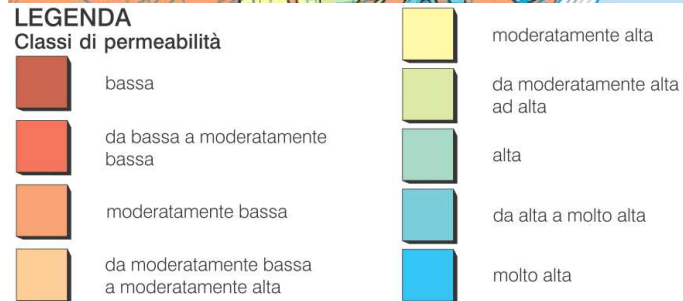 LEGENDA
Classi di permeabilità
bassa
da bassa a moderatamente
bassa
moderatamente bassa
da moderatamente bassa
a moderatamente alta
moderatamente alta
da moderatamente alta
ad alta
alta
da alta a molto alta
molto alta